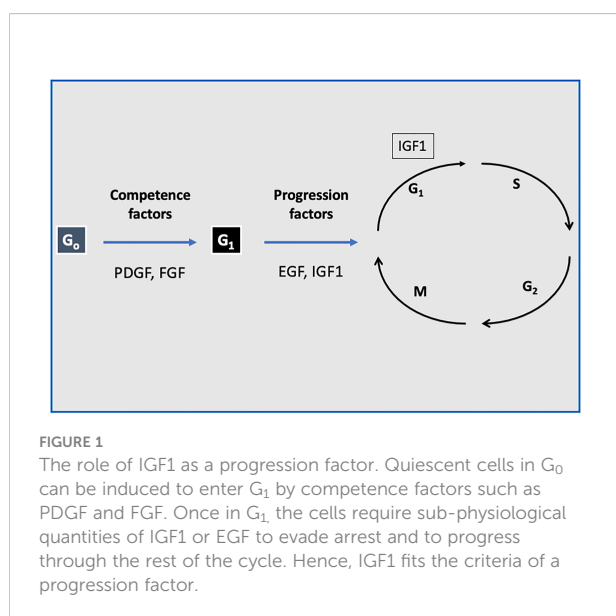 IGF1
G₁
S
Competence
factors
Progression
factors
G₀
G₁
PDGF, FGF
EGF, IGF1
M
G₂
FIGURE 1
The role of IGF1 as a progression factor. Quiescent cells in G₀
can be induced to enter G₁ by competence factors such as
PDGF and FGF. Once in G₁, the cells require sub-physiological
quantities of IGF1 or EGF to evade arrest and to progress
through the rest of the cycle. Hence, IGF1 fits the criteria of a
progression factor.